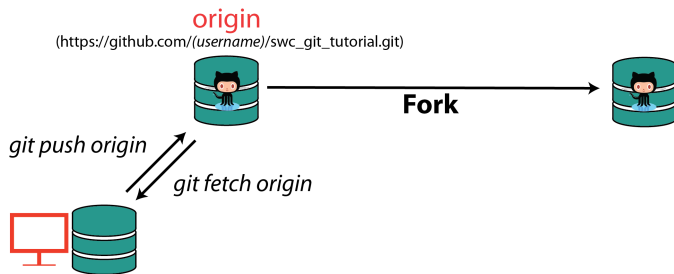 origin
(https://github.com/(username)/swc_git_tutorial.git)
Fork
git push origin
git fetch origin